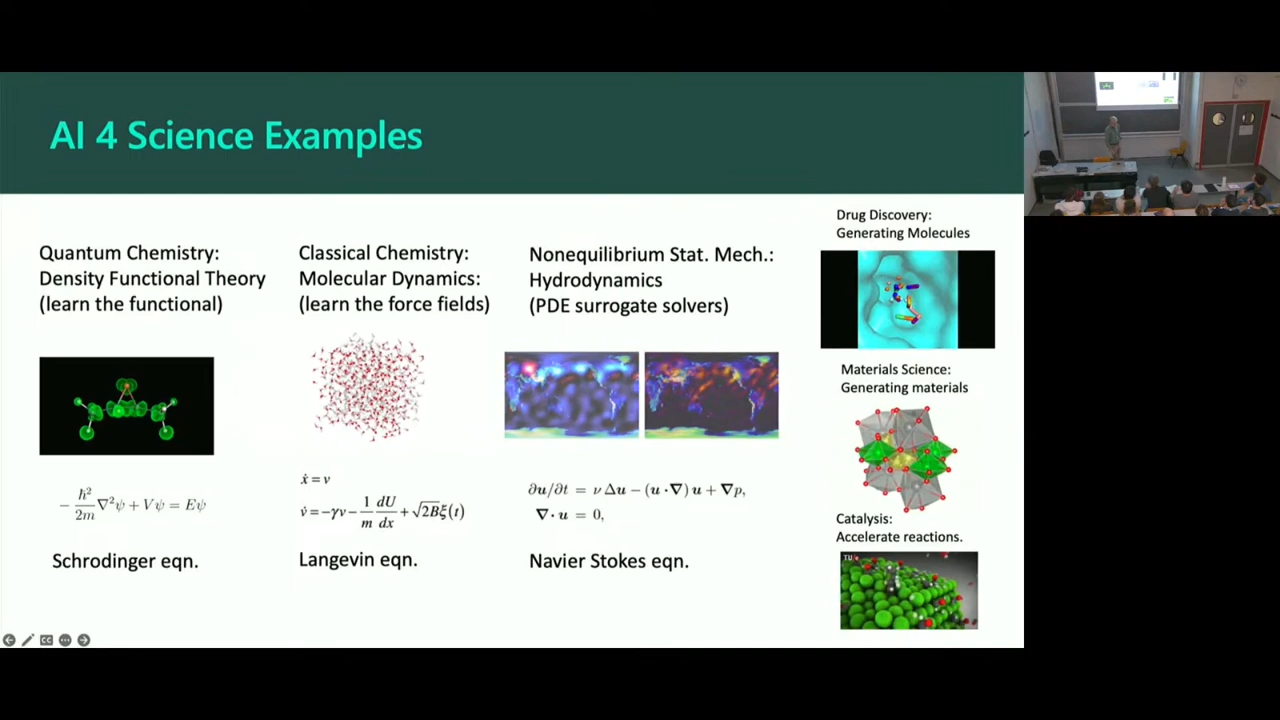 AI 4 Science Examples
Quantum Chemistry:
Density Functional Theory
(learn the functional)
-ħ²/2m ∇²ψ + Vψ = Eψ
Schrodinger eqn.
Classical Chemistry:
Molecular Dynamics:
(learn the force fields)
ẋ = v
v̇ = -γv - 1/m dU/dx + √2B ξ(t)
Langevin eqn.
Nonequilibrium Stat. Mech.:
Hydrodynamics
(PDE surrogate solvers)
∂u/∂t = ν Δu - (u · ∇) u + ∇p,
∇ · u = 0,
Navier Stokes eqn.
Drug Discovery:
Generating Molecules
Materials Science:
Generating materials
Catalysis:
Accelerate reactions.
TU
CC